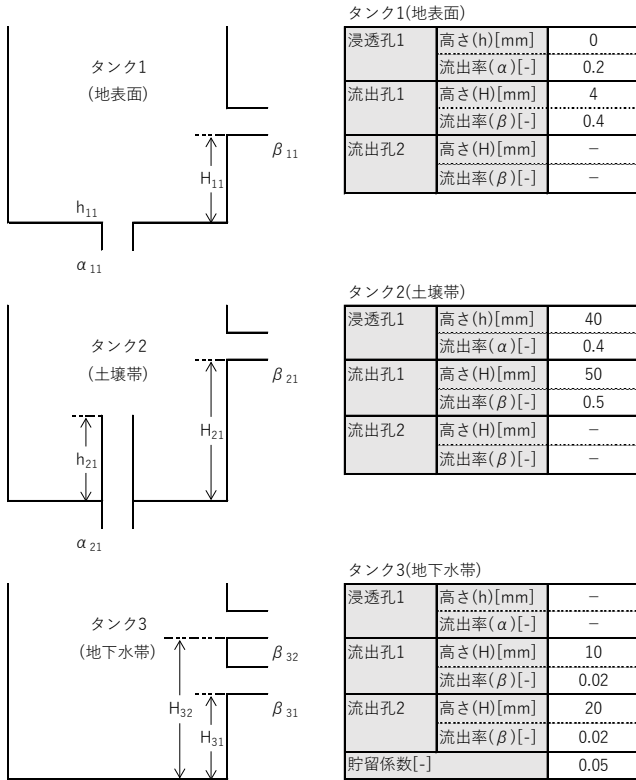 タンク1
(地表面)
h11
α11
H11
β11
タンク1(地表面)
浸透孔1 高さ(h)[mm] 0
流出率(α)[-] 0.2
流出孔1 高さ(H)[mm] 4
流出率(β)[-] 0.4
流出孔2 高さ(H)[mm] −
流出率(β)[-] −
タンク2
(土壌帯)
h21
α21
H21
β21
タンク2(土壌帯)
浸透孔1 高さ(h)[mm] 40
流出率(α)[-] 0.4
流出孔1 高さ(H)[mm] 50
流出率(β)[-] 0.5
流出孔2 高さ(H)[mm] −
流出率(β)[-] −
タンク3
(地下水帯)
H32
H31
β32
β31
タンク3(地下水帯)
浸透孔1 高さ(h)[mm] −
流出率(α)[-] −
流出孔1 高さ(H)[mm] 10
流出率(β)[-] 0.02
流出孔2 高さ(H)[mm] 20
流出率(β)[-] 0.02
貯留係数[-] 0.05